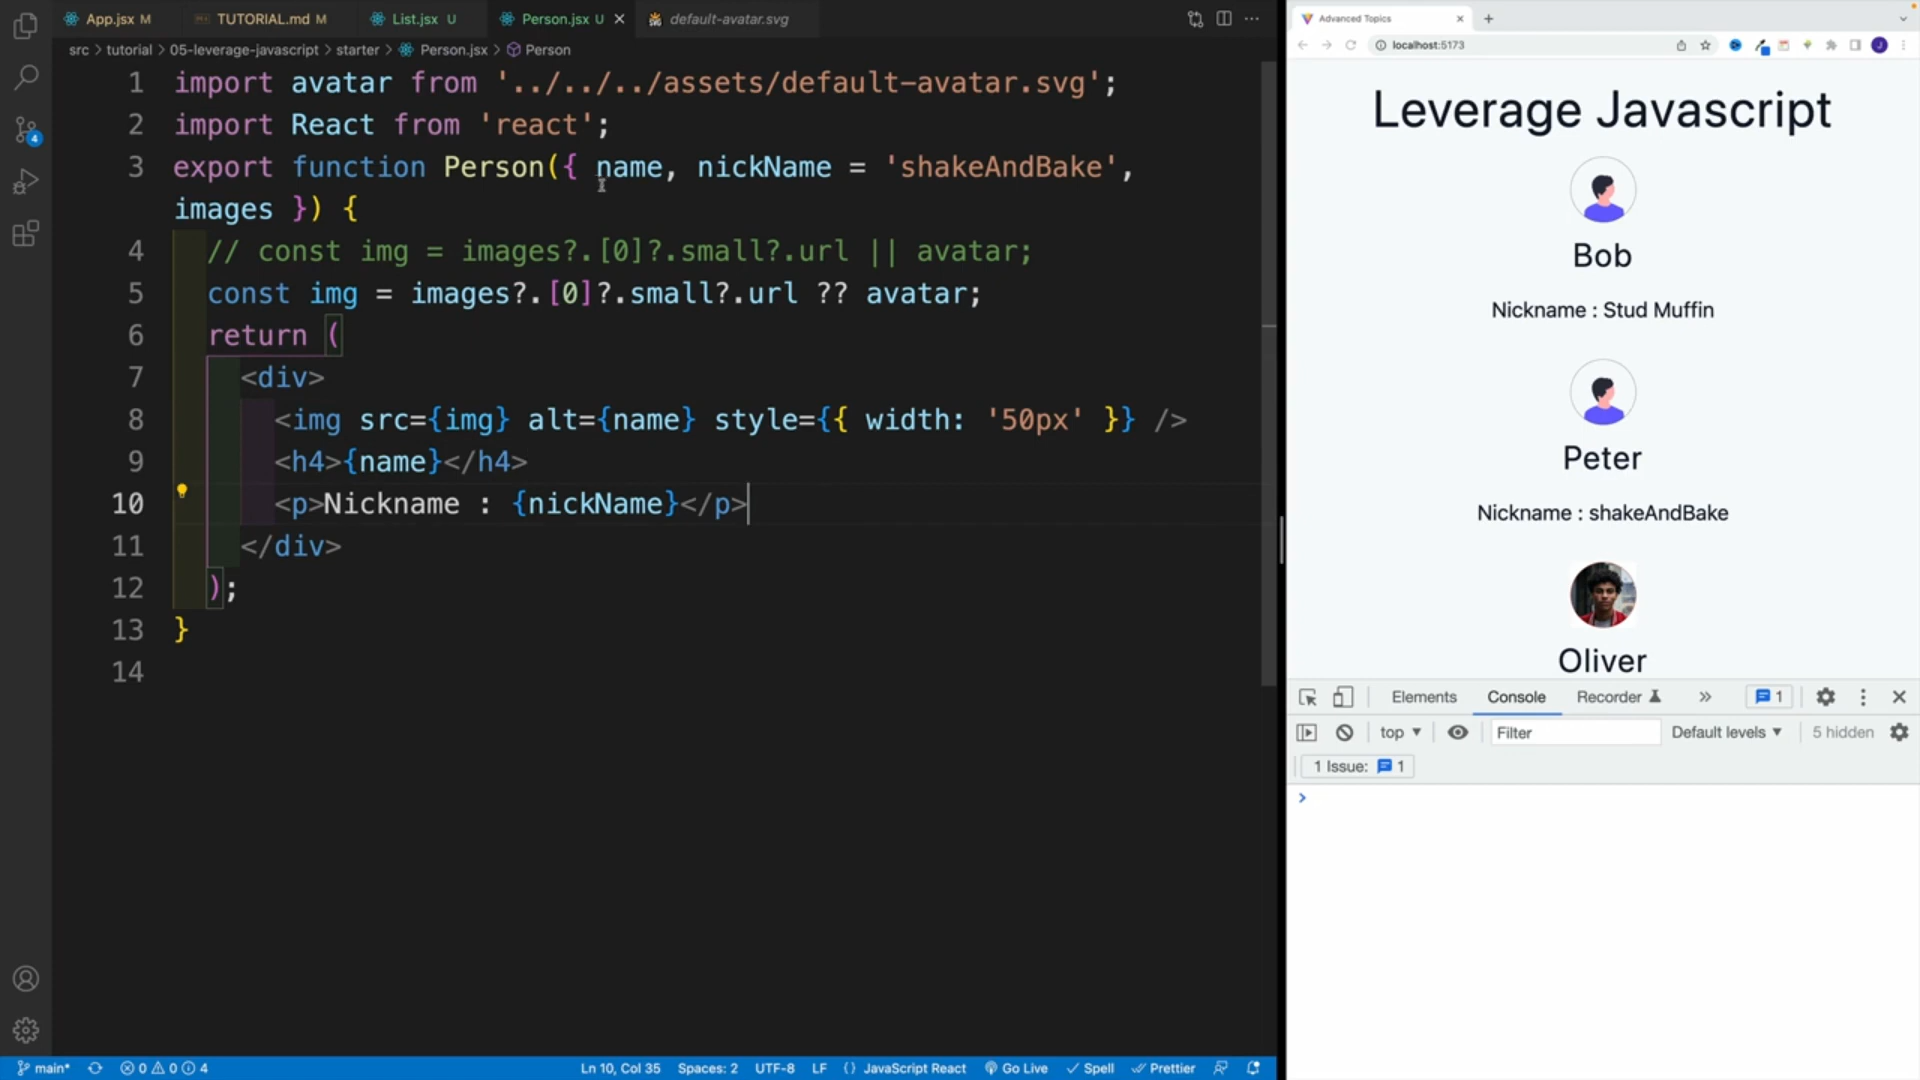 App.jsx M
TUTORIAL.md M
List.jsx U
Person.jsx U
default-avatar.svg
src > tutorial > 05-leverage-javascript > starter > Person.jsx > Person
1 import avatar from '../../../assets/default-avatar.svg';
2 import React from 'react';
3 export function Person({ name, nickName = 'shakeAndBake',
images }) {
4 // const img = images?.[0]?.small?.url || avatar;
5 const img = images?.[0]?.small?.url ?? avatar;
6 return (
7 <div>
8 <img src={img} alt={name} style={{ width: '50px' }} />
9 <h4>{name}</h4>
10 <p>Nickname : {nickName}</p>
11 </div>
12 );
13 }
14
4
main* 0 0 4
Ln 10, Col 35 Spaces: 2 UTF-8 LF {} JavaScript React Go Live Spell Prettier
Advanced Topics
localhost:5173
J
Leverage Javascript
Bob
Nickname : Stud Muffin
Peter
Nickname : shakeAndBake
Oliver
Elements Console Recorder » 1
top Filter Default levels 5 hidden
1 Issue: 1